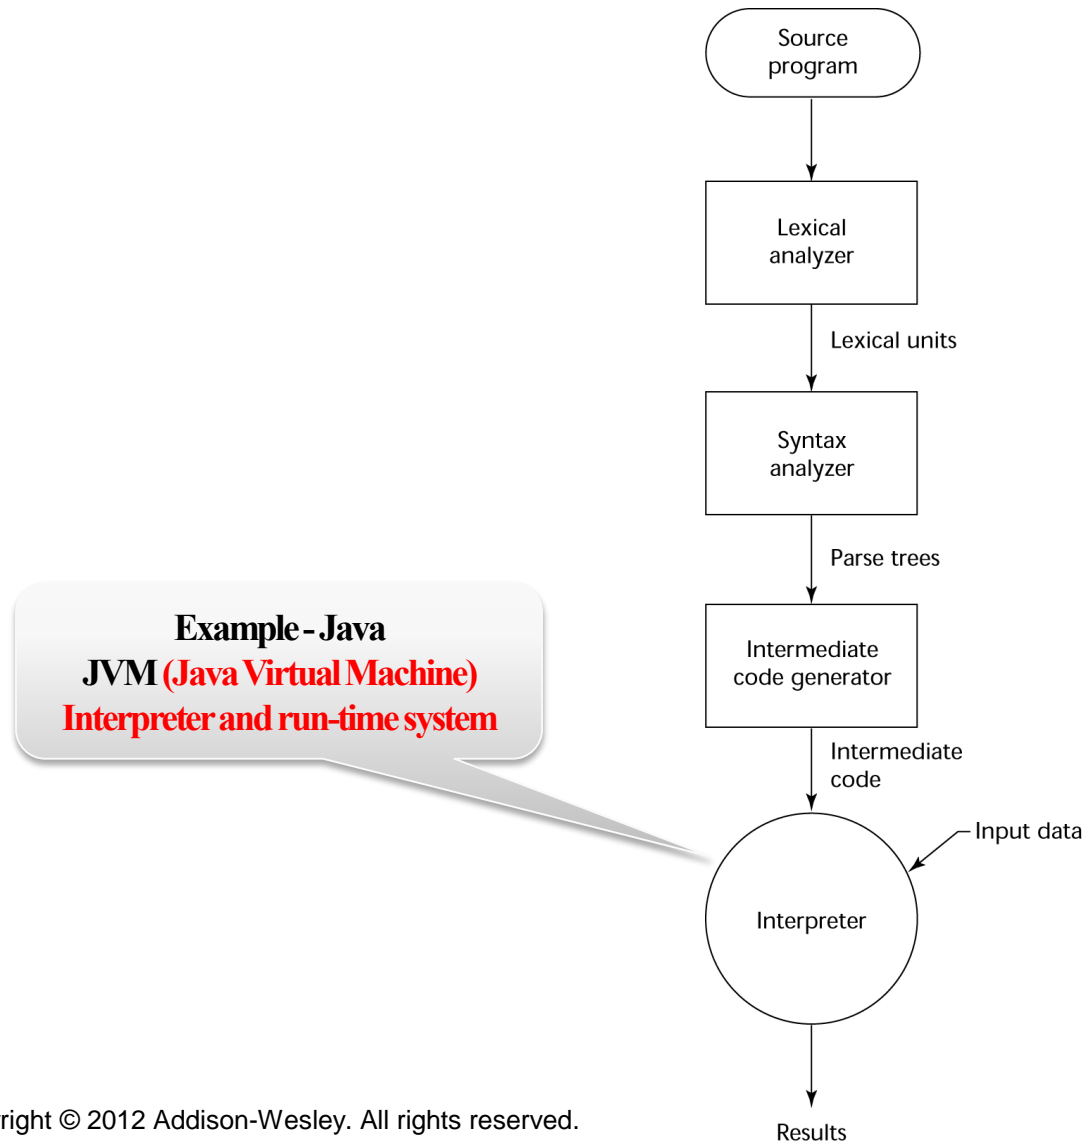 Source
program
Lexical
analyzer
Lexical units
Syntax
analyzer
Parse trees
Example - Java
JVM (Java Virtual Machine)
Interpreter and run-time system
Intermediate
code generator
Intermediate
code
Input data
Interpreter
Results
right © 2012 Addison-Wesley. All rights reserved.